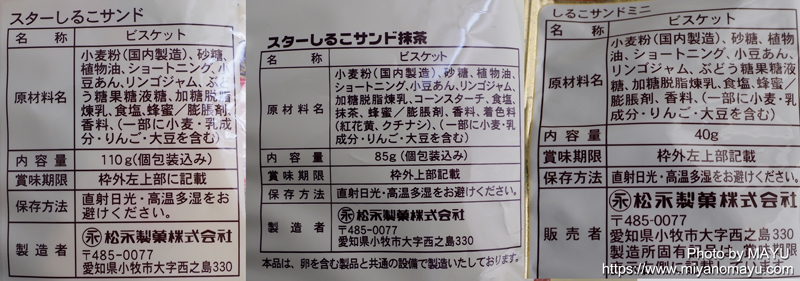 スターしるこサンド
名称 ビスケット
原材料名 小麦粉(国内製造)、砂糖、
植物油、ショートニング、小
豆あん、リンゴジャム、ぶど
う糖果糖液糖、加糖脱脂
煉乳、食塩、蜂蜜/膨脹剤、
香料、(一部に小麦・乳成
分・りんご・大豆を含む)
内容量 110g(個包装込み)
賞味期限 枠外左上部に記載
保存方法 直射日光・高温多湿をお
避けください。
製造者 永 松永製菓株式会社
〒485-0077
愛知県小牧市大字西之島330
スターしるこサンド抹茶
名称 ビスケット
原材料名 小麦粉(国内製造)、砂糖、植物油、
ショートニング、小豆あん、リンゴジャム、
加糖脱脂煉乳、コーンスターチ、食塩、
抹茶、蜂蜜/膨脹剤、香料、着色料
(紅花黄、クチナシ)、(一部に小麦・乳
成分・りんご・大豆を含む)
内容量 85g(個包装込み)
賞味期限 枠外上部に記載
保存方法 直射日光・高温多湿をお避けください。
製造者 永 松永製菓株式会社
〒485-0077
愛知県小牧市大字西之島330
本品は、卵を含む製品と共通の設備で製造いたしております。
しるこサンドミニ
名称 ビスケット
原材料名 小麦粉(国内製造)、砂糖、植物
油、ショートニング、小豆あん、
リンゴジャム、ぶどう糖果糖液
糖、加糖脱脂煉乳、食塩、蜂蜜/
膨脹剤、香料、(一部に小麦・乳
成分・りんご・大豆を含む)
内容量 40g
賞味期限 枠外左上部記載
保存方法 直射日光・高温多湿をお避けください。
販売者 永 松永製菓株式会社
〒485-0077
愛知県小牧市大字西之島330
製造所固有記号は、賞味期限
Photo by MAYU
https://www.miyanomayu.com/